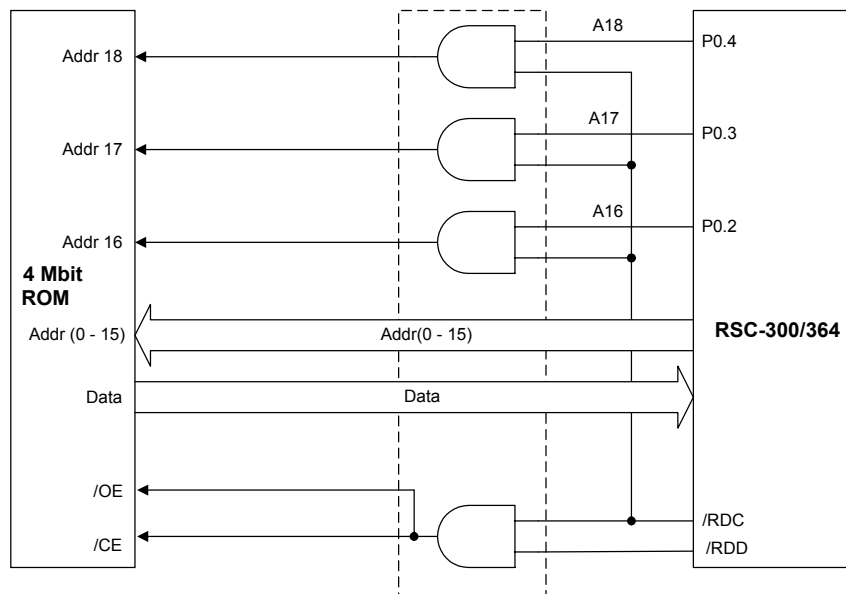 A18
P0.4
Addr 18
A17
P0.3
Addr 17
A16
P0.2
Addr 16
4 Mbit
ROM
Addr (0 - 15)
Addr(0 - 15)
RSC-300/364
Data
Data
/OE
/RDC
/CE
/RDD